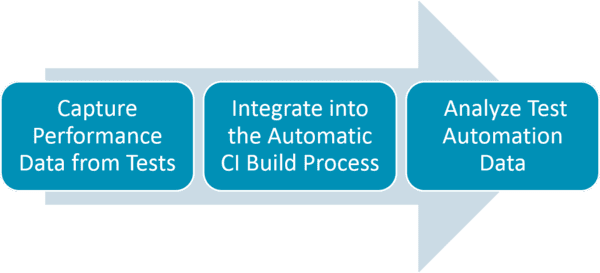 Capture
Performance
Data from Tests
Integrate into
the Automatic
CI Build Process
Analyze Test
Automation
Data